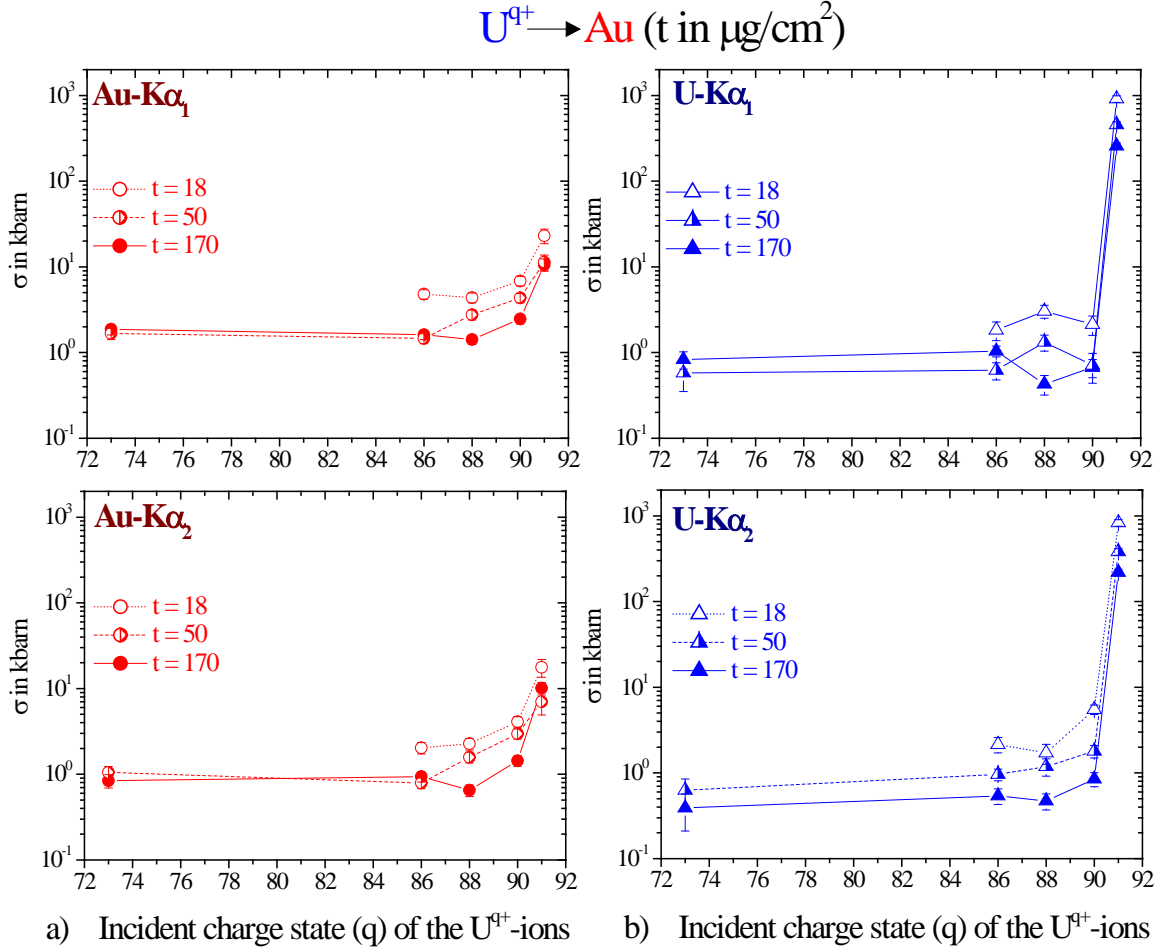 U^q+ → Au (t in μg/cm²)
Au-Kα₁
t = 18
t = 50
t = 170
σ in kbarn
10³
10²
10¹
10⁰
10⁻¹
72 74 76 78 80 82 84 86 88 90 92
U-Kα₁
t = 18
t = 50
t = 170
σ in kbarn
10³
10²
10¹
10⁰
10⁻¹
72 74 76 78 80 82 84 86 88 90 92
Au-Kα₂
t = 18
t = 50
t = 170
σ in kbarn
10³
10²
10¹
10⁰
10⁻¹
72 74 76 78 80 82 84 86 88 90 92
U-Kα₂
t = 18
t = 50
t = 170
σ in kbarn
10³
10²
10¹
10⁰
10⁻¹
72 74 76 78 80 82 84 86 88 90 92
a) Incident charge state (q) of the U^q+-ions
b) Incident charge state (q) of the U^q+-ions